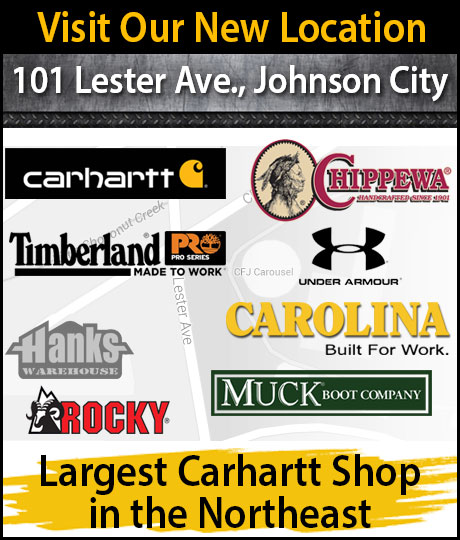 Visit Our New Location
101 Lester Ave., Johnson City
carhartt
CHIPPEWA®
HANDCRAFTED SINCE 1901
Choconut Creek
Timberland®
PRO
PRO SERIES
MADE TO WORK®
CFJ Carousel
UNDER ARMOUR®
Lester Ave
CAROLINA
Built For Work.
Hanks
WAREHOUSE
MUCK® BOOT COMPANY
ROCKY®
Largest Carhartt Shop
in the Northeast